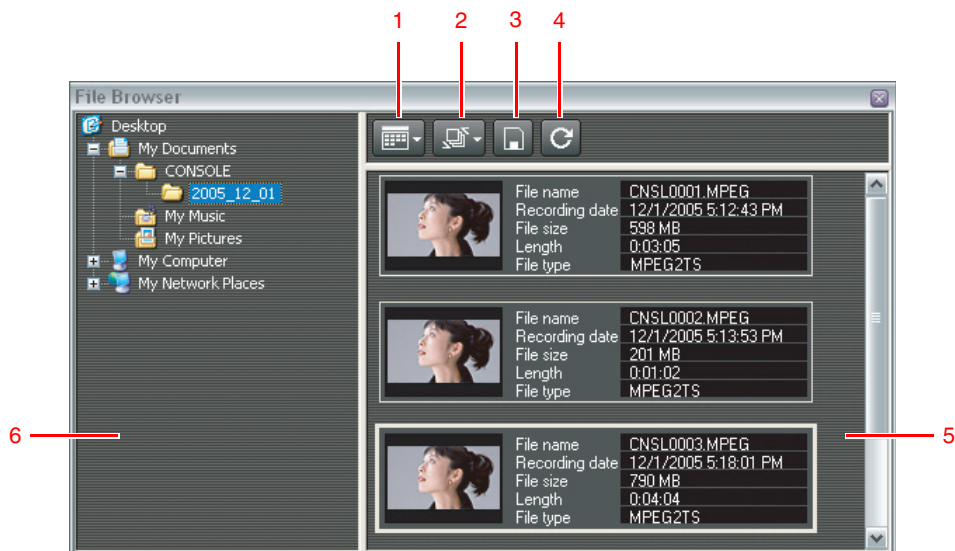 1 2 3 4
File Browser
Desktop
My Documents
CONSOLE
2005_12_01
My Music
My Pictures
My Computer
My Network Places
File name CNSL0001.MPEG
Recording date 12/1/2005 5:12:43 PM
File size 598 MB
Length 0:03:05
File type MPEG2TS
File name CNSL0002.MPEG
Recording date 12/1/2005 5:13:53 PM
File size 201 MB
Length 0:01:02
File type MPEG2TS
File name CNSL0003.MPEG
Recording date 12/1/2005 5:18:01 PM
File size 790 MB
Length 0:04:04
File type MPEG2TS
6
5